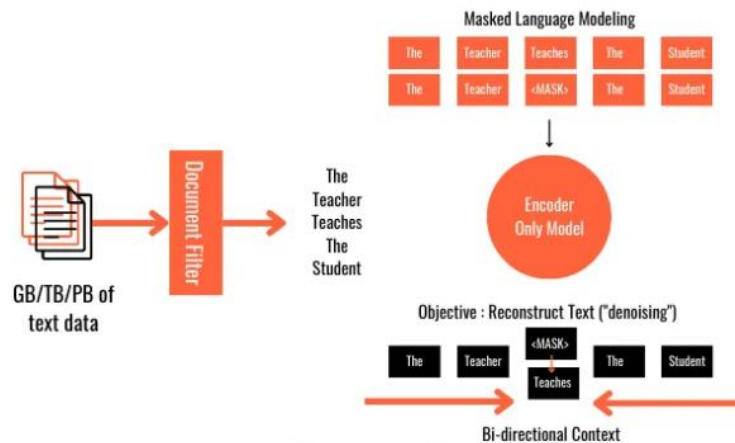 Masked Language Modeling
The Teacher Teaches The Student
The Teacher <MASK> The Student
Document Filter
The
Teacher
Teaches
The
Student
Encoder
Only Model
GB/TB/PB of
text data
Objective : Reconstruct Text ("denoising")
The Teacher <MASK> The Student
Teaches
Bi-directional Context